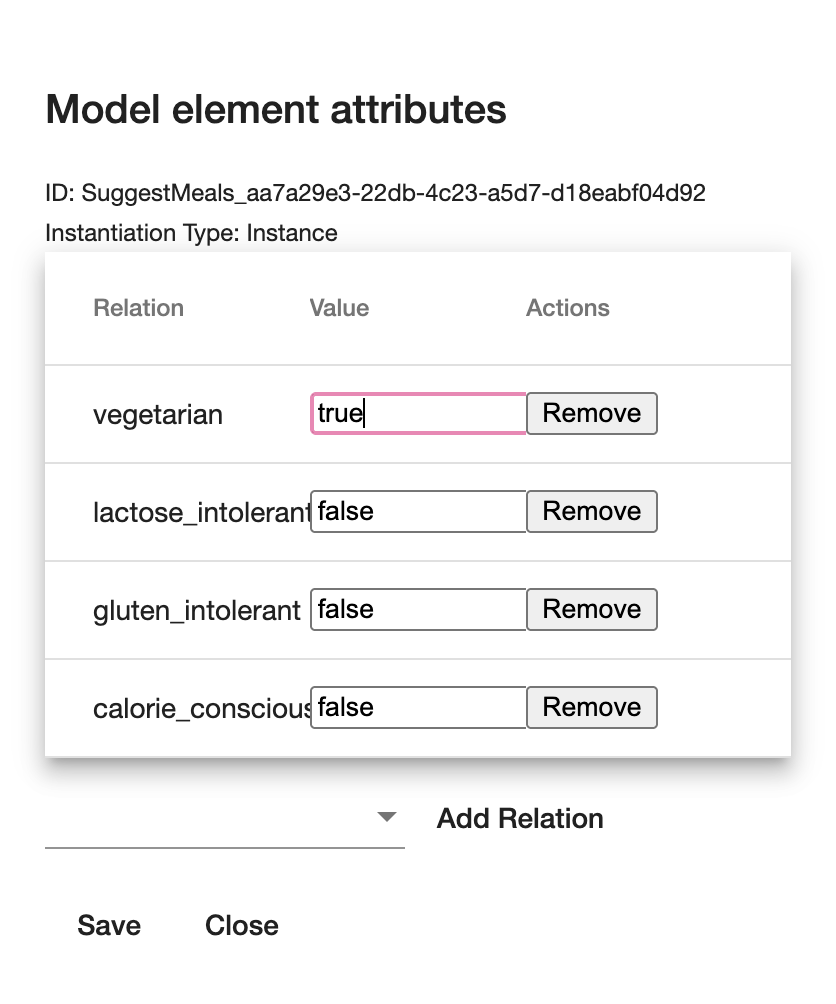 Model element attributes
ID: SuggestMeals_aa7a29e3-22db-4c23-a5d7-d18eabf04d92
Instantiation Type: Instance
Relation Value Actions
vegetarian true Remove
lactose_intolerant false Remove
gluten_intolerant false Remove
calorie_conscious false Remove
Add Relation
Save Close